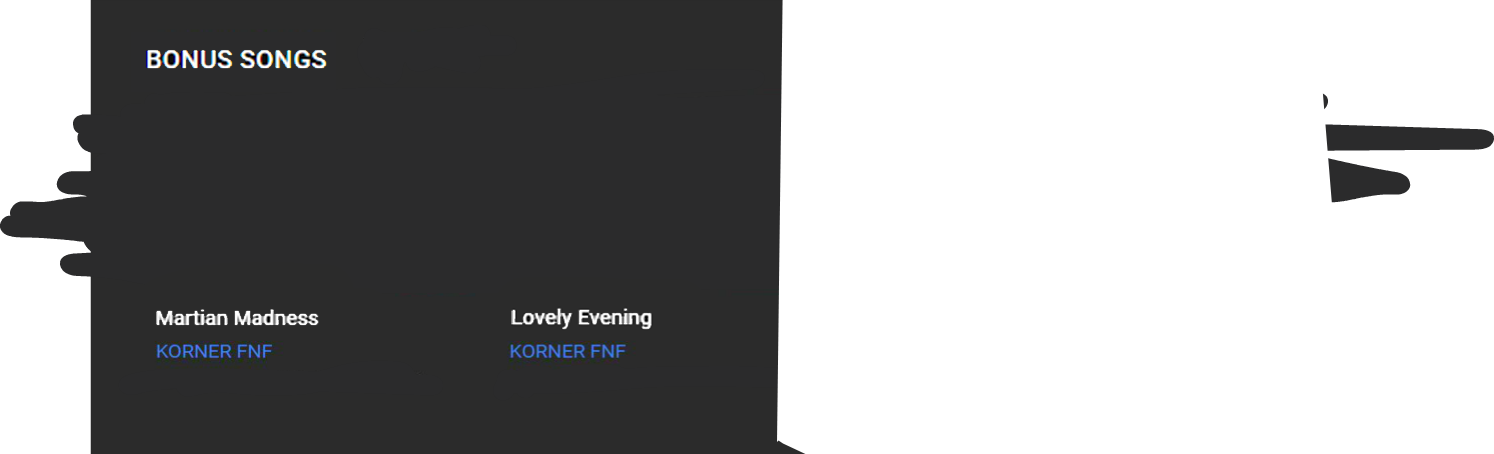 BONUS SONGS
Martian Madness
Lovely Evening
KORNER FNF
KORNER FNF